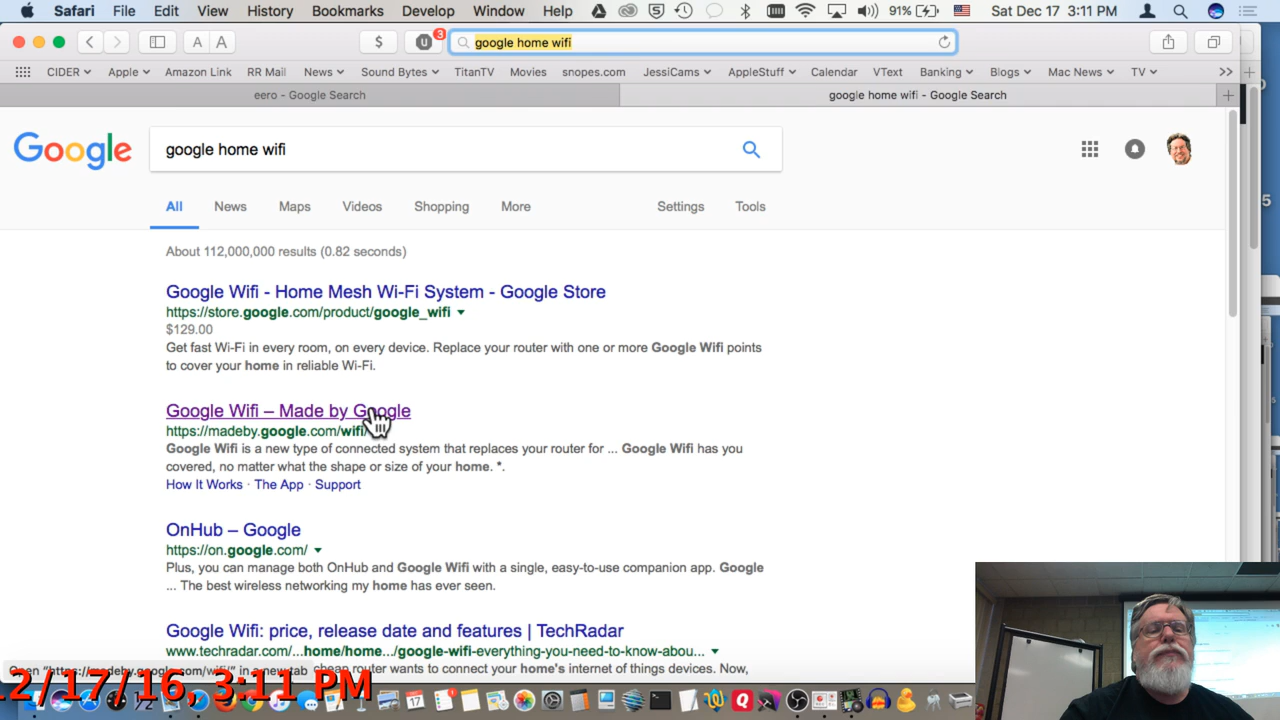 Safari File Edit View History Bookmarks Develop Window Help 91% Sat Dec 17 3:11 PM
$ 3 google home wifi
CIDER Apple Amazon Link RR Mail News Sound Bytes TitanTV Movies snopes.com JessiCams AppleStuff Calendar VText Banking Blogs Mac News TV >> +
eero - Google Search google home wifi - Google Search +
Google google home wifi
All News Maps Videos Shopping More Settings Tools
About 112,000,000 results (0.82 seconds)
Google Wifi - Home Mesh Wi-Fi System - Google Store
https://store.google.com/product/google_wifi
$129.00
Get fast Wi-Fi in every room, on every device. Replace your router with one or more Google Wifi points
to cover your home in reliable Wi-Fi.
Google Wifi – Made by Google
https://madeby.google.com/wifi/
Google Wifi is a new type of connected system that replaces your router for ... Google Wifi has you
covered, no matter what the shape or size of your home. *.
How It Works · The App · Support
OnHub – Google
https://on.google.com/
Plus, you can manage both OnHub and Google Wifi with a single, easy-to-use companion app. Google
... The best wireless networking my home has ever seen.
Google Wifi: price, release date and features | TechRadar
www.techradar.com/...home/home.../google-wifi-everything-you-need-to-know-abou...
Open "https://madeby.google.com/wifi/" in a new tab cheap router wants to connect your home's internet of things devices. Now,
2/17/16, 3:11 PM